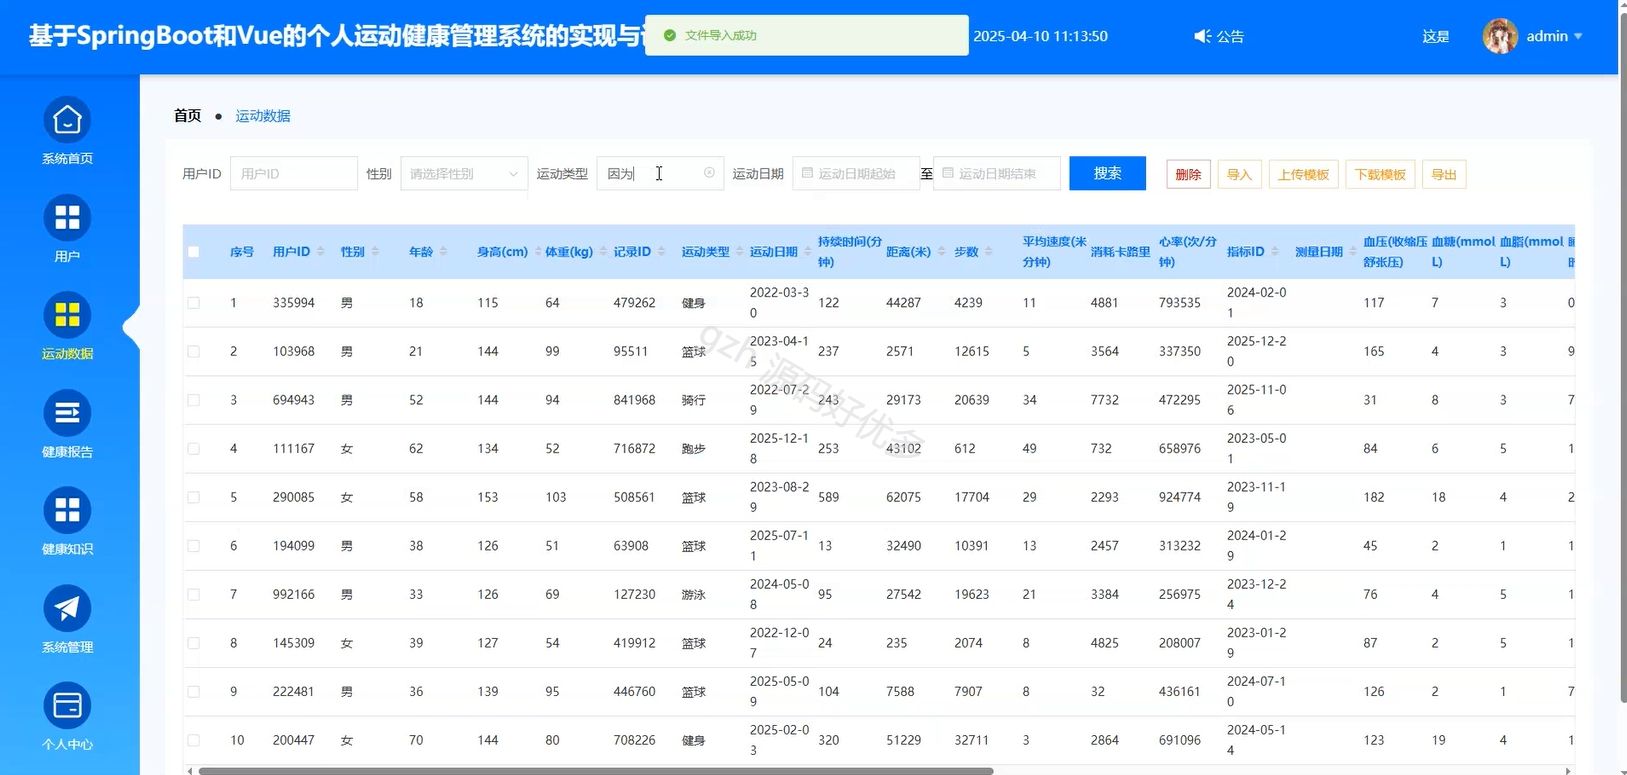 基于SpringBoot和Vue的个人运动健康管理系统的实现与
文件导入成功
2025-04-10 11:13:50
公告
这是
admin
系统首页
用户
运动数据
健康报告
健康知识
系统管理
个人中心
首页 ● 运动数据
用户ID 用户ID 性别 请选择性别 运动类型 因为 运动日期 运动日期起始 至 运动日期结束 搜索 删除 导入 上传模板 下载模板 导出
序号 用户ID 性别 年龄 身高(cm) 体重(kg) 记录ID 运动类型 运动日期 持续时间(分钟) 距离(米) 步数 平均速度(米分钟) 消耗卡路里 心率(次/分钟) 指标ID 测量日期 血压(收缩压舒张压) 血糖(mmolL) 血脂(mmolL)
1 335994 男 18 115 64 479262 健身 2022-03-30 122 44287 4239 11 4881 793535 2024-02-01 117 7 3 0
2 103968 男 21 144 99 95511 篮球 2023-04-15 237 2571 12615 5 3564 337350 2025-12-20 165 4 3 9
3 694943 男 52 144 94 841968 骑行 2022-07-29 243 29173 20639 34 7732 472295 2025-11-06 31 8 3 7
4 111167 女 62 134 52 716872 跑步 2025-12-18 253 43102 612 49 732 658976 2023-05-01 84 6 5 1
5 290085 女 58 153 103 508561 篮球 2023-08-29 589 62075 17704 29 2293 924774 2023-11-19 182 18 4 2
6 194099 男 38 126 51 63908 篮球 2025-07-11 13 32490 10391 13 2457 313232 2024-01-29 45 2 1 1
7 992166 男 33 126 69 127230 游泳 2024-05-08 95 27542 19623 21 3384 256975 2023-12-24 76 4 5 1
8 145309 女 39 127 54 419912 篮球 2022-12-07 24 235 2074 8 4825 208007 2023-01-29 87 2 5 1
9 222481 男 36 139 95 446760 篮球 2025-05-09 104 7588 7907 8 32 436161 2024-07-10 126 2 1 7
10 200447 女 70 144 80 708226 健身 2025-02-03 320 51229 32711 3 2864 691096 2024-05-14 123 19 4 1
qzh 源码好优多